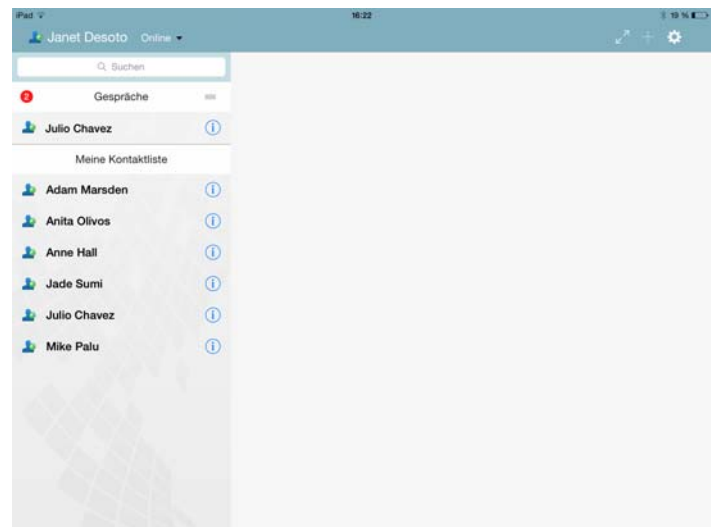 iPad 16:22 19 %
Janet Desoto Online
Suchen
2 Gespräche
Julio Chavez
Meine Kontaktliste
Adam Marsden
Anita Olivos
Anne Hall
Jade Sumi
Julio Chavez
Mike Palu